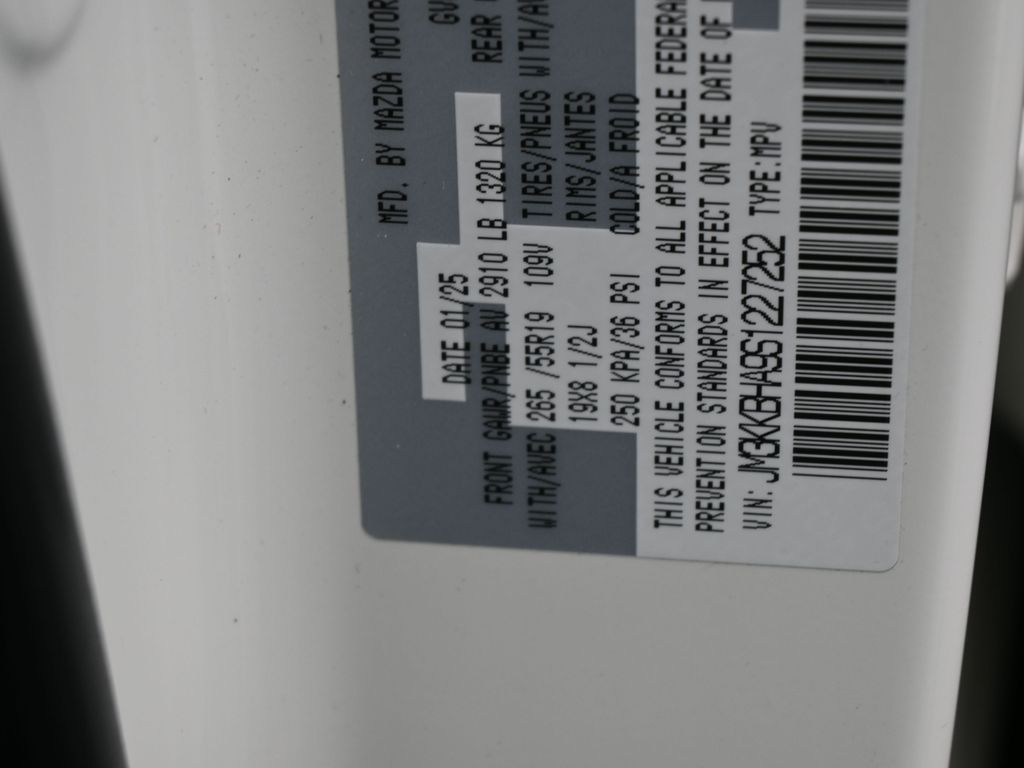 MFD. BY MAZDA MOTOR
DATE 01/25
FRONT GAWR/PNBE AV 2910 LB 1320 KG REAR
WITH/AVEC 265 /55R19 109V TIRES/PNEUS WITH/AV
19X8 1/2J RIMS/JANTES
250 KPA/36 PSI COLD/A FROID
THIS VEHICLE CONFORMS TO ALL APPLICABLE FEDERA
PREVENTION STANDARDS IN EFFECT ON THE DATE OF
VIN: JM3KKBHA9S1227252 TYPE:MPV